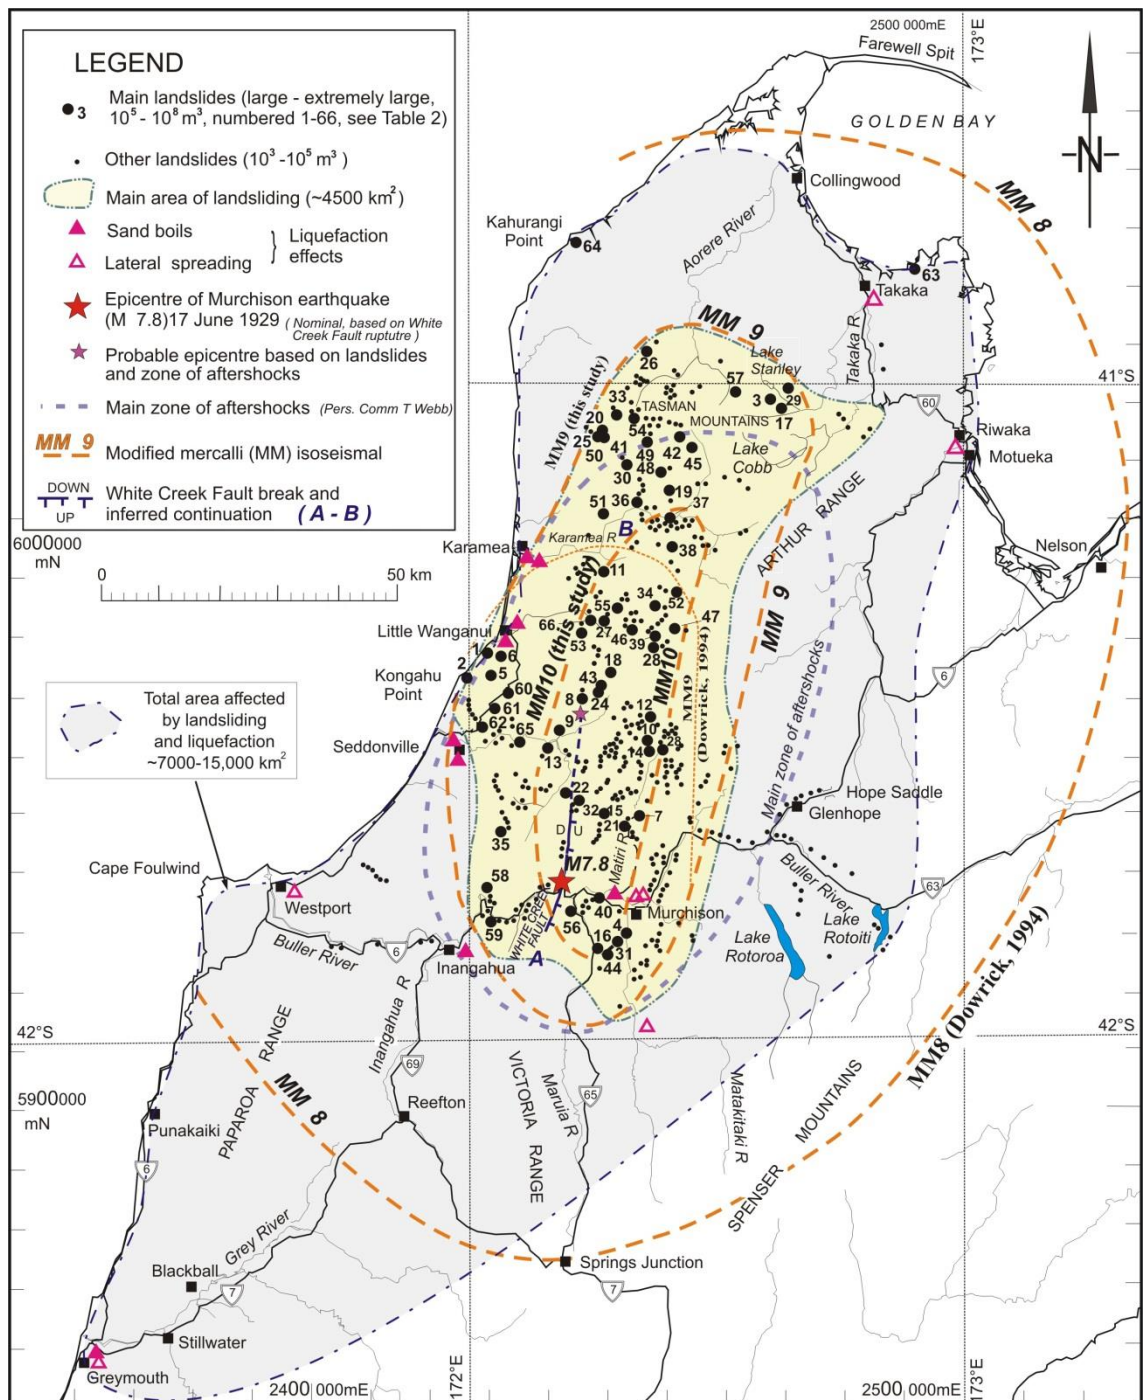 LEGEND
3
Main landslides (large - extremely large,
10⁵ - 10⁸ m³, numbered 1-66, see Table 2)
Other landslides (10³ -10⁵ m³ )
Main area of landsliding (~4500 km²)
Sand boils
Lateral spreading
} Liquefaction
effects
Epicentre of Murchison earthquake
(M 7.8)17 June 1929 ( Nominal, based on White
Creek Fault ruptutre )
Probable epicentre based on landslides
and zone of aftershocks
Main zone of aftershocks (Pers. Comm T Webb)
MM 9 Modified mercalli (MM) isoseismal
DOWN
UP
White Creek Fault break and
inferred continuation ( A - B )
2500 000mE
173°E
Farewell Spit
GOLDEN BAY
N
Collingwood
MM 8
Kahurangi
Point
64
Aorere River
63
Takaka
Takaka R
MM 9
Lake
Stanley
41°S
26
57
3
29
17
MM9 (this study)
33
TASMAN
MOUNTAINS
20
54
25
50
41
49
42
45
Lake
Cobb
60
Riwaka
Motueka
30
48
19
37
36
51
B
ARTHUR RANGE
6000000
mN
Karamea
Karamea R
38
Nelson
0
50 km
11
MM10 (this study)
34
52
55
47
MM 9
Little Wanganui
66
27
46
39
53
28
1
6
2
5
Kongahu
Point
18
43
MM10
MM9
(Dowrick, 1994)
6
60
8
24
61
12
62
9
65
10
28
14
13
Seddonville
Total area affected
by landsliding
and liquefaction
~7000-15,000 km²
Main zone of aftershocks
Hope Saddle
Glenhope
22
32
15
7
21
D U
35
Matiri R
M7.8
Cape Foulwind
58
Westport
Buller River
63
WHITE CREEK
FAULT
40
Murchison
56
59
4
16
31
44
A
Lake
Rotoroa
Lake
Rotoiti
Buller River
6
Inangahua
MM8 (Dowrick, 1994)
42°S
PAPAROA RANGE
Inangahua R
69
VICTORIA RANGE
Maruia R
65
Matakitaki R
SPENSER MOUNTAINS
5900000
mN
MM 8
Reefton
Punakaiki
6
Grey River
Springs Junction
7
Blackball
7
Stillwater
Greymouth
2400 000mE
172°E
2500 000mE
173°E